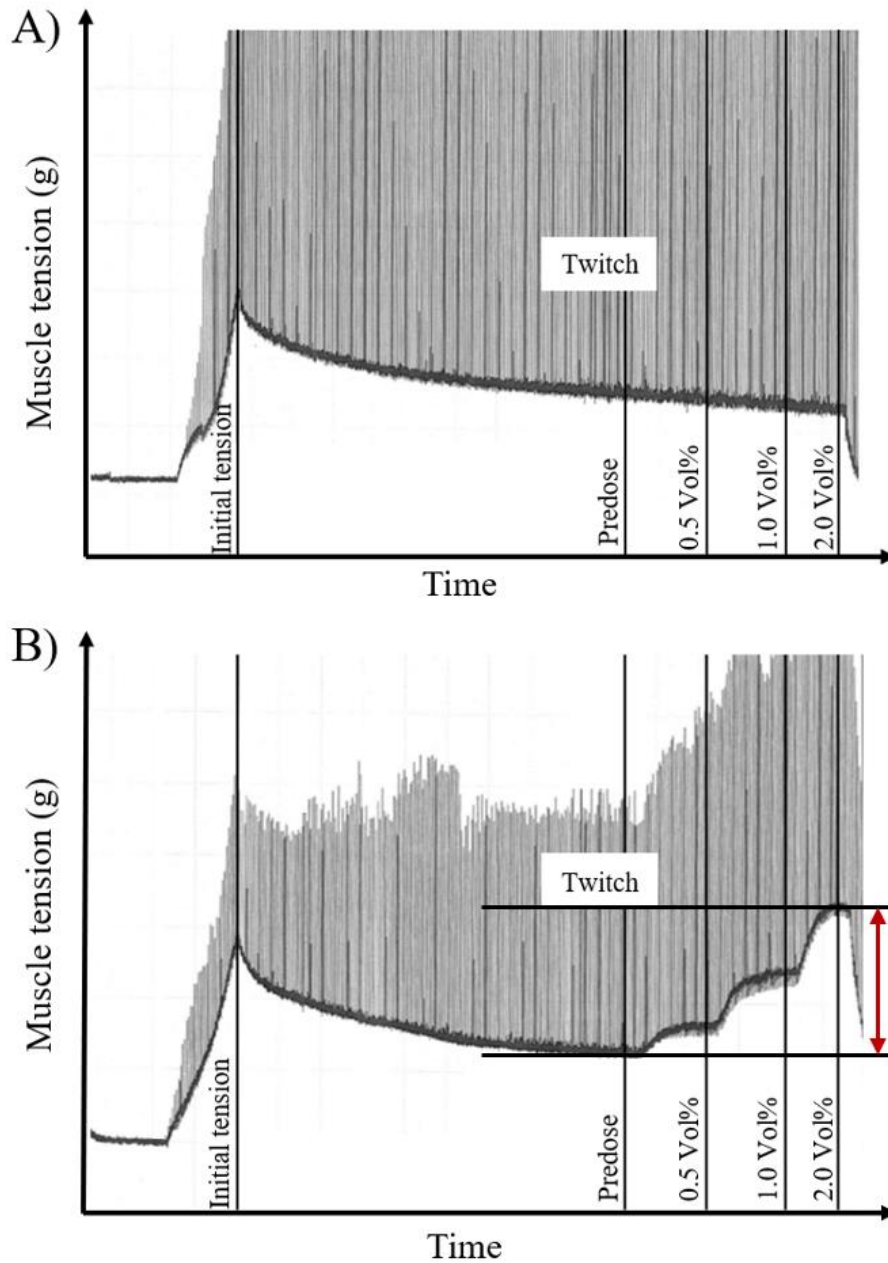 A)
Muscle tension (g)
Twitch
Initial tension
Predose
0.5 Vol%
1.0 Vol%
2.0 Vol%
Time
B)
Muscle tension (g)
Twitch
Initial tension
Predose
0.5 Vol%
1.0 Vol%
2.0 Vol%
Time